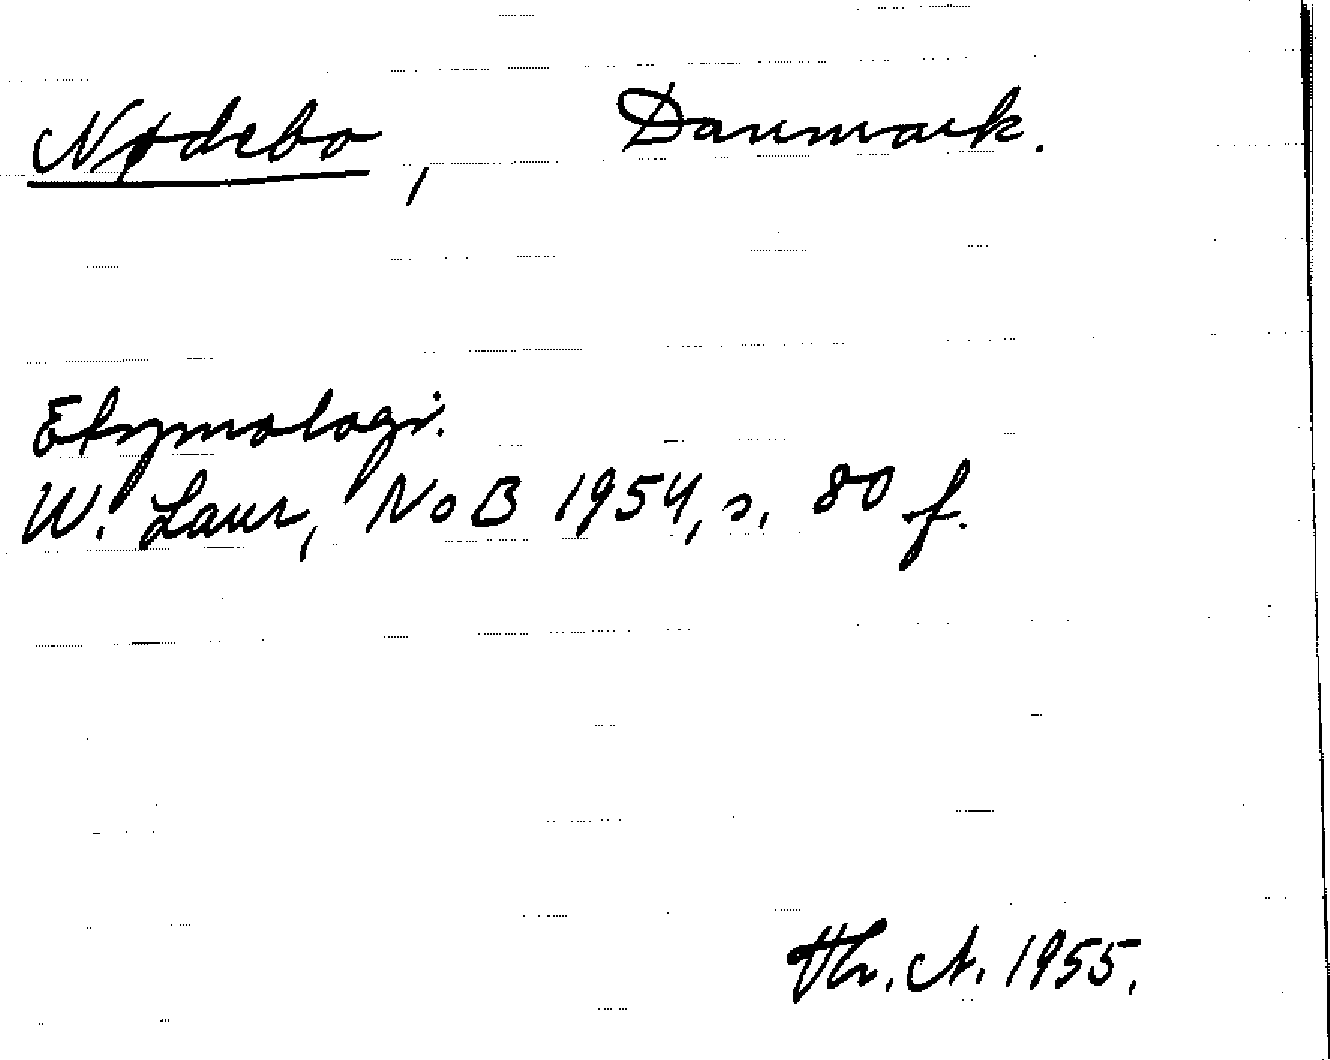 Nødebo, Danmark.
Etymologi.
W. Laur, NoB 1954, s. 80 f.
Th. A. 1955.